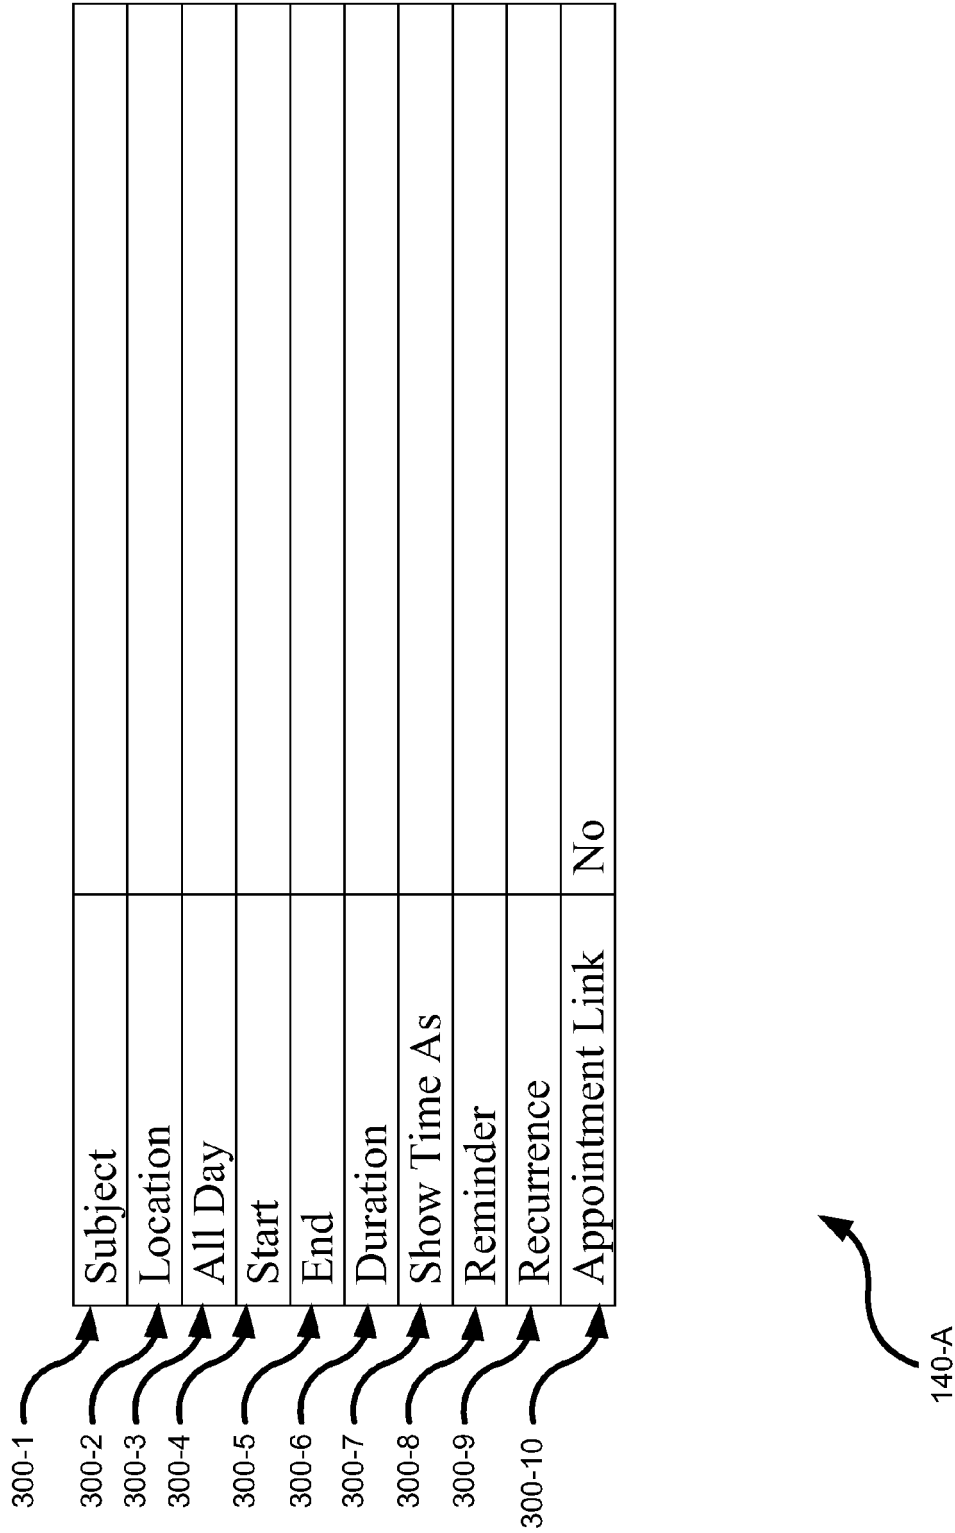 300-1 Subject
300-2 Location
300-3 All Day
300-4 Start
300-5 End
300-6 Duration
300-7 Show Time As
300-8 Reminder
300-9 Recurrence
300-10 Appointment Link No
140-A